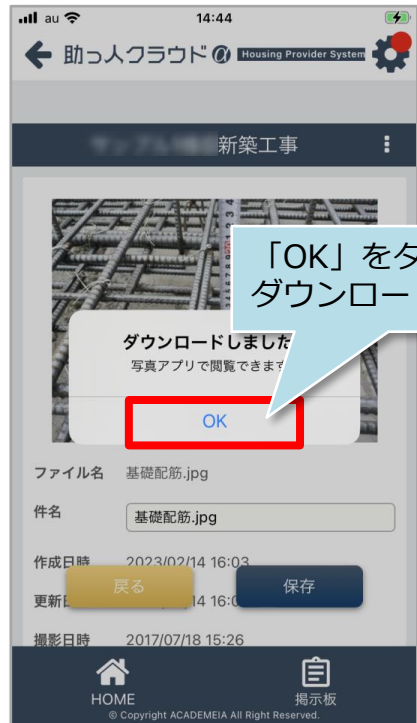 au 14:44
助っ人クラウドα Housing Provider System
新築工事
「OK」をタ
ダウンロー
ダウンロードしました
写真アプリで閲覧できます
OK
ファイル名 基礎配筋.jpg
件名 基礎配筋.jpg
作成日時 2023/02/14 16:03
戻る 保存
撮影日時 2017/07/18 15:26
HOME 掲示板
© Copyright ACADEMEIA All Right Reserved.